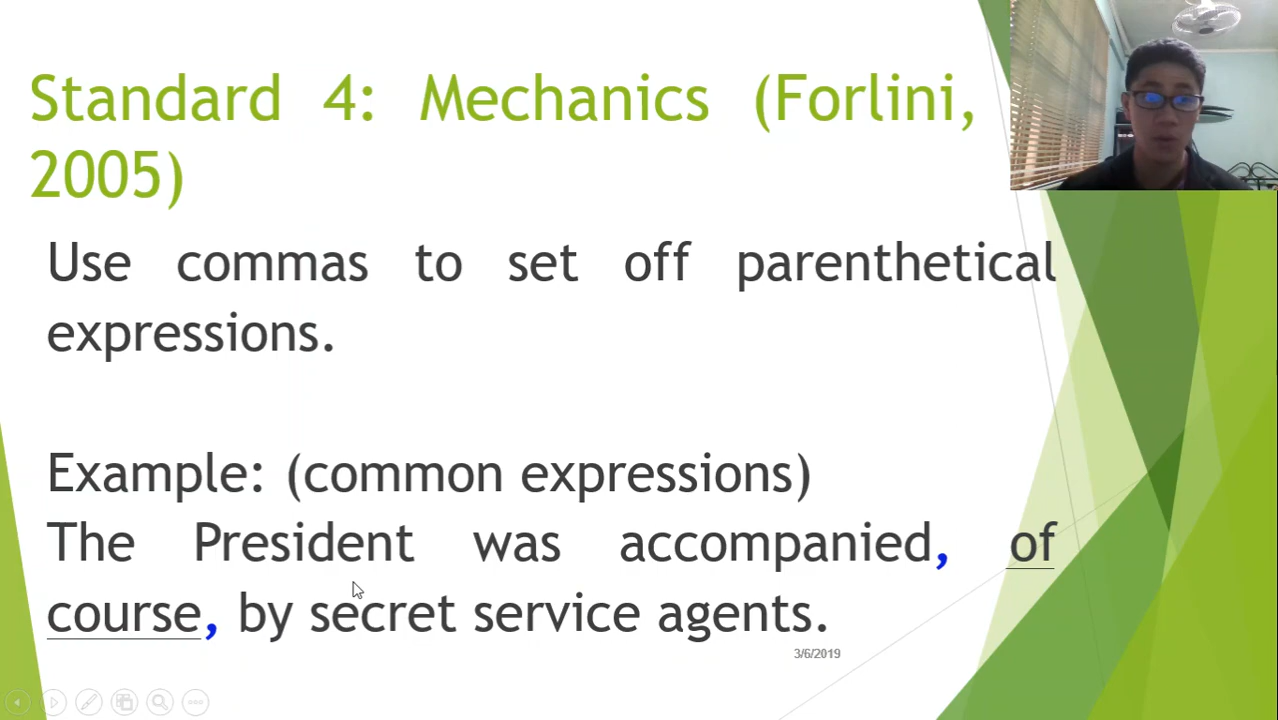 Standard 4: Mechanics (Forlini,
2005)
Use commas to set off parenthetical
expressions.
Example: (common expressions)
The President was accompanied, of
course, by secret service agents.
3/6/2019